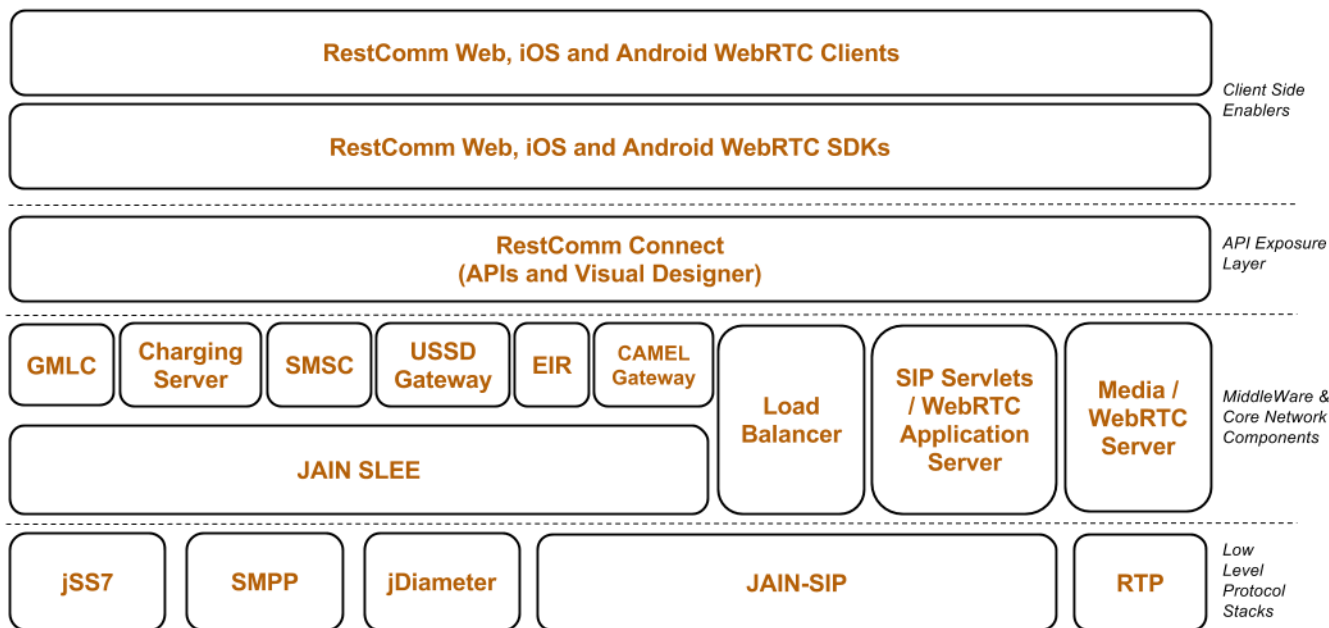 RestComm Web, iOS and Android WebRTC Clients
Client Side
Enablers
RestComm Web, iOS and Android WebRTC SDKs
RestComm Connect
(APIs and Visual Designer)
API Exposure
Layer
GMLC
Charging
Server
SMSC
USSD
Gateway
EIR
CAMEL
Gateway
Load
Balancer
SIP Servlets
/ WebRTC
Application
Server
Media /
WebRTC
Server
MiddleWare &
Core Network
Components
JAIN SLEE
jSS7
SMPP
jDiameter
JAIN-SIP
RTP
Low
Level
Protocol
Stacks